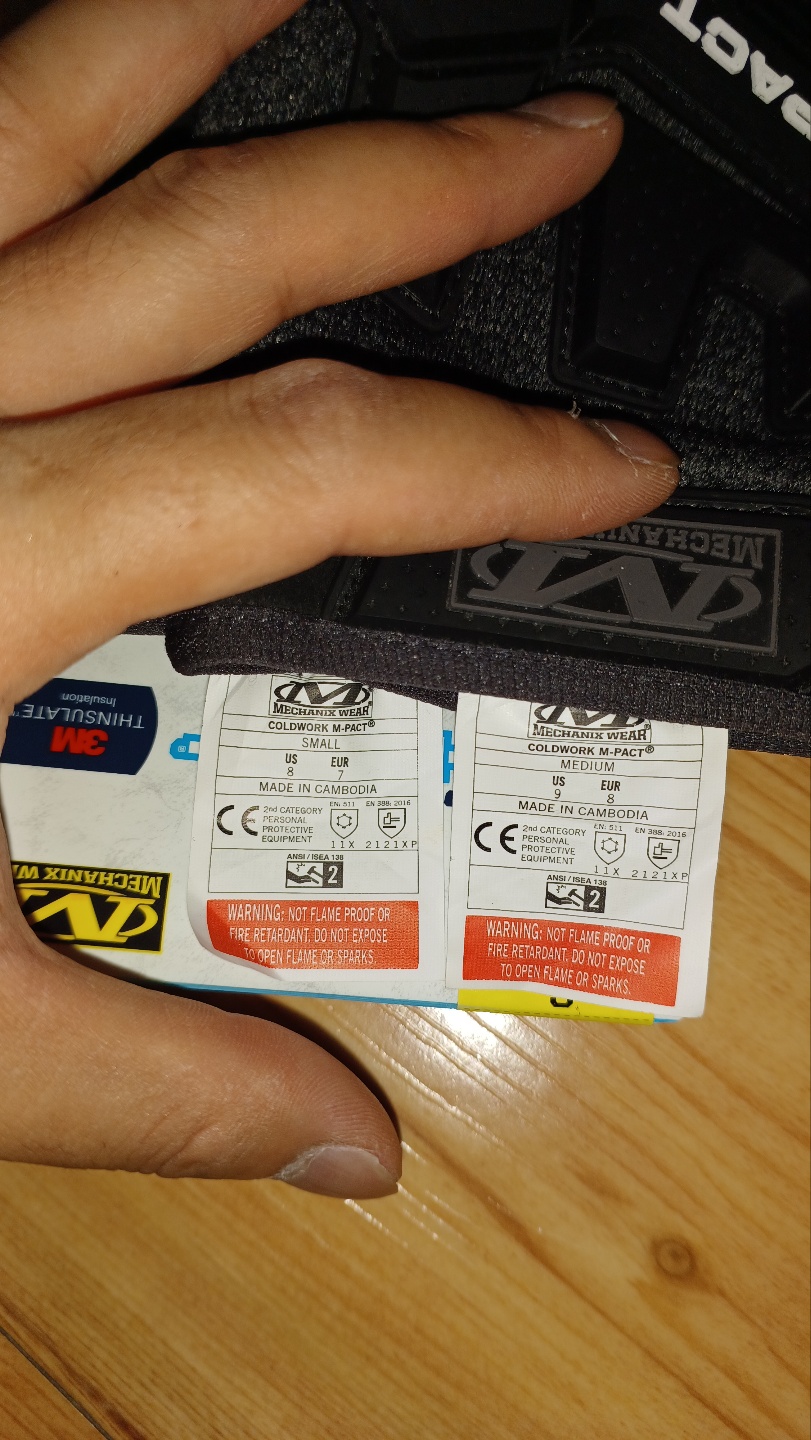 PACT
MECHANIX
3M
THINSULATE
Insulation
MECHANIX W
MECHANIX WEAR
COLDWORK M-PACT®
SMALL
US EUR
8 7
MADE IN CAMBODIA
CE
2nd CATEGORY
PERSONAL
PROTECTIVE
EQUIPMENT
EN: 511 EN 388: 2016
11X 2121XP
ANSI / ISEA 138
2
WARNING: NOT FLAME PROOF OR
FIRE RETARDANT. DO NOT EXPOSE
TO OPEN FLAME OR SPARKS.
MECHANIX WEAR
COLDWORK M-PACT®
MEDIUM
US EUR
9 8
MADE IN CAMBODIA
CE
2nd CATEGORY
PERSONAL
PROTECTIVE
EQUIPMENT
EN: 511 EN 388: 2016
11X 2121XP
ANSI / ISEA 138
2
WARNING: NOT FLAME PROOF OR
FIRE RETARDANT. DO NOT EXPOSE
TO OPEN FLAME OR SPARKS.